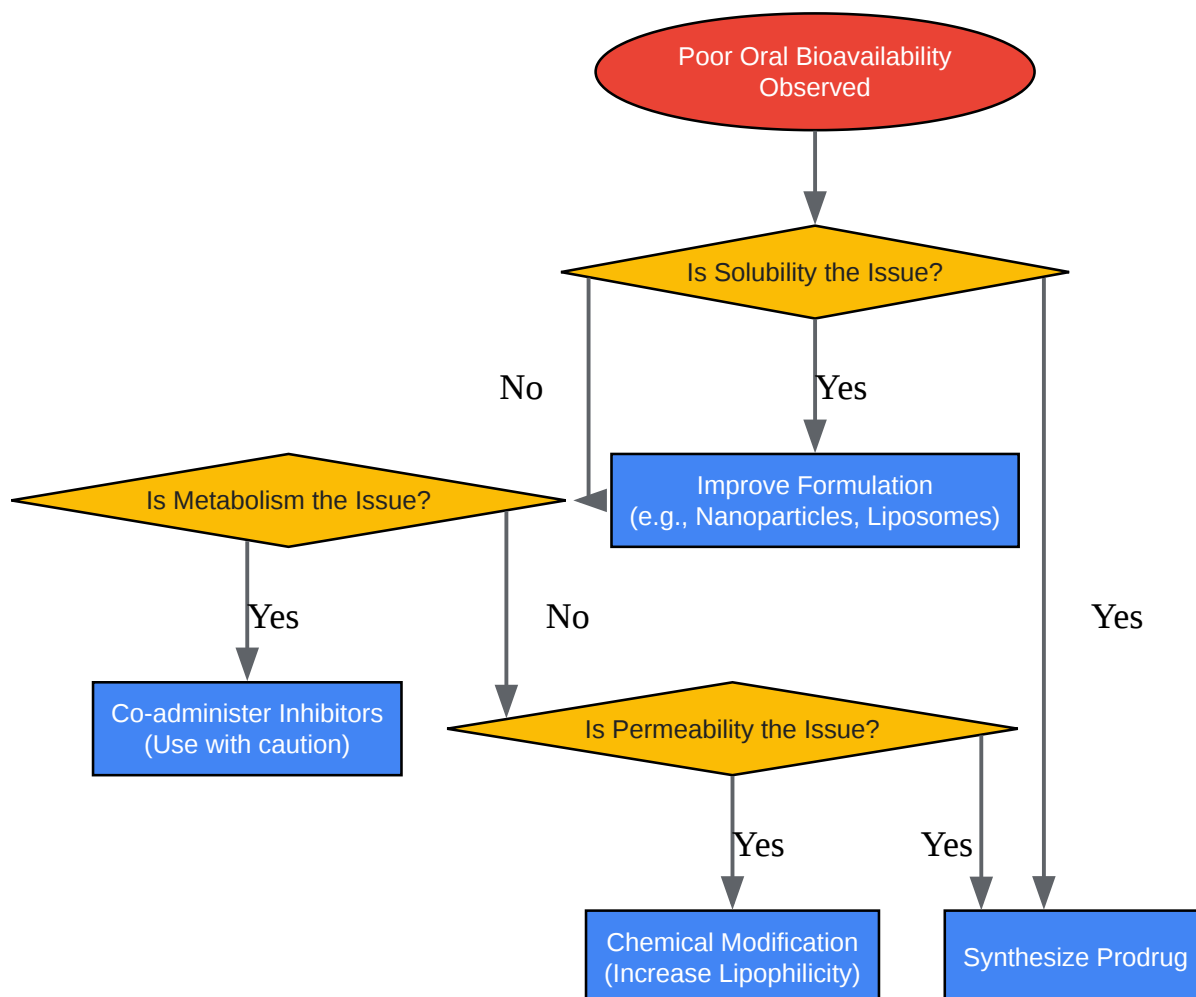 Poor Oral Bioavailability
Observed
Is Solubility the Issue?
No
Yes
Is Metabolism the Issue?
Improve Formulation
(e.g., Nanoparticles, Liposomes)
Yes
No
Yes
Co-administer Inhibitors
(Use with caution)
Is Permeability the Issue?
Yes
Yes
Chemical Modification
(Increase Lipophilicity)
Synthesize Prodrug